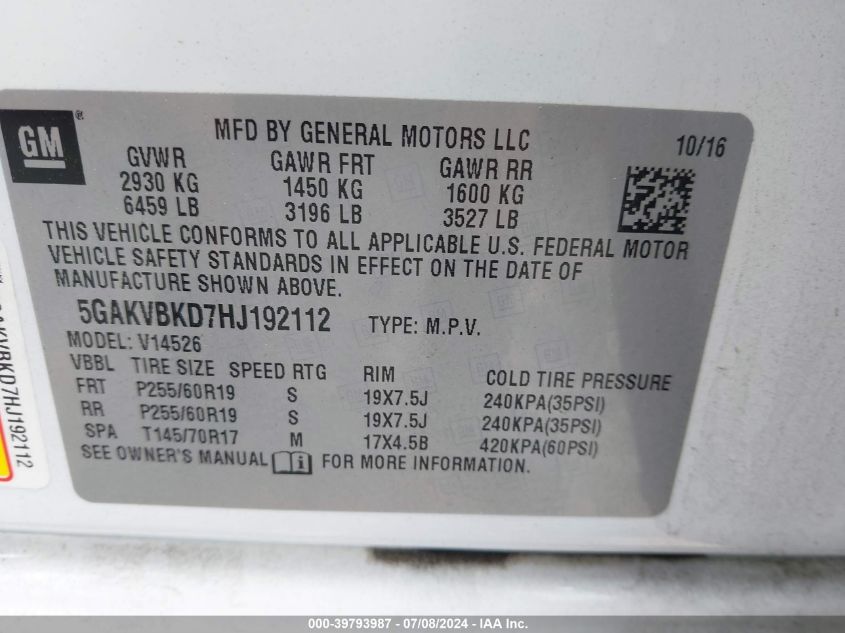 GM ®
MFD BY GENERAL MOTORS LLC
10/16
GVWR GAWR FRT GAWR RR
2930 KG 1450 KG 1600 KG
6459 LB 3196 LB 3527 LB
THIS VEHICLE CONFORMS TO ALL APPLICABLE U.S. FEDERAL MOTOR
VEHICLE SAFETY STANDARDS IN EFFECT ON THE DATE OF
MANUFACTURE SHOWN ABOVE.
5GAKVBKD7HJ192112 TYPE: M.P.V.
MODEL: V14526
VBBL TIRE SIZE SPEED RTG RIM COLD TIRE PRESSURE
FRT P255/60R19 S 19X7.5J 240KPA(35PSI)
RR P255/60R19 S 19X7.5J 240KPA(35PSI)
SPA T145/70R17 M 17X4.5B 420KPA(60PSI)
SEE OWNER'S MANUAL i FOR MORE INFORMATION.
AKVBKD7HJ192112
000-39793987 - 07/08/2024 - IAA Inc.